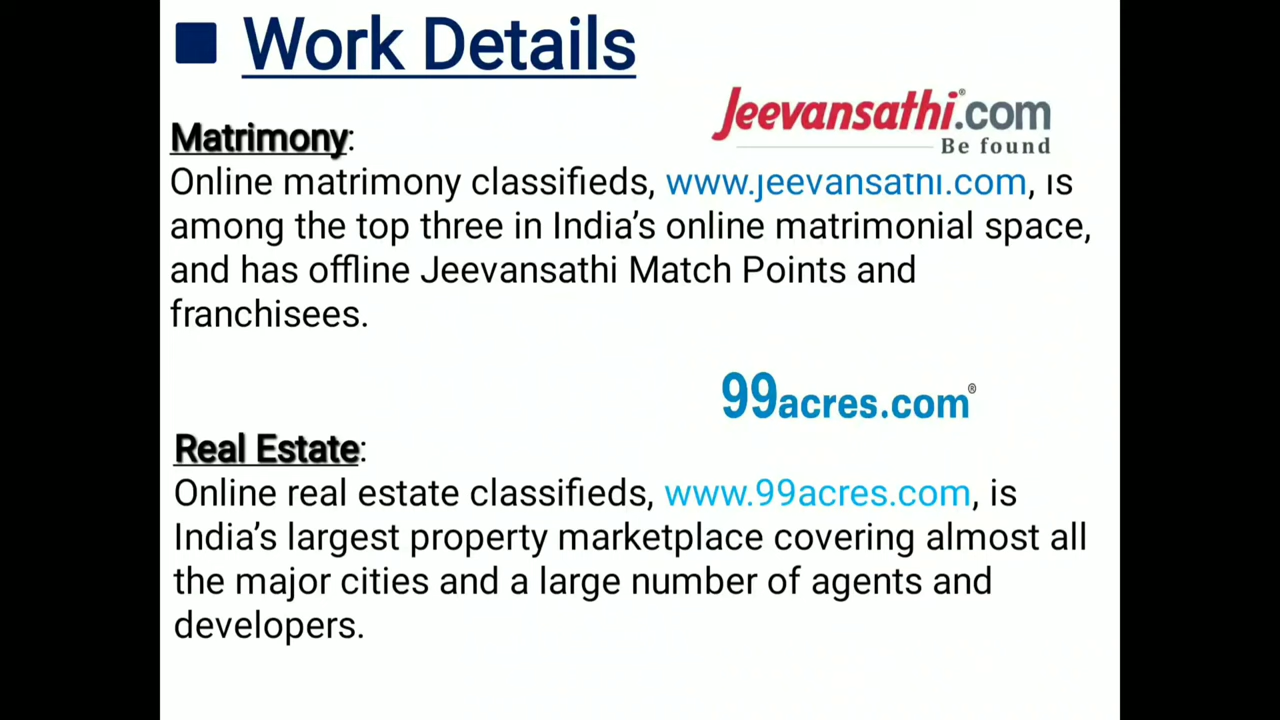 Work Details
Jeevansathi.com
Be found
Matrimony:
Online matrimony classifieds, www.jeevansathi.com, is
among the top three in India’s online matrimonial space,
and has offline Jeevansathi Match Points and
franchisees.
99acres.com®
Real Estate:
Online real estate classifieds, www.99acres.com, is
India’s largest property marketplace covering almost all
the major cities and a large number of agents and
developers.